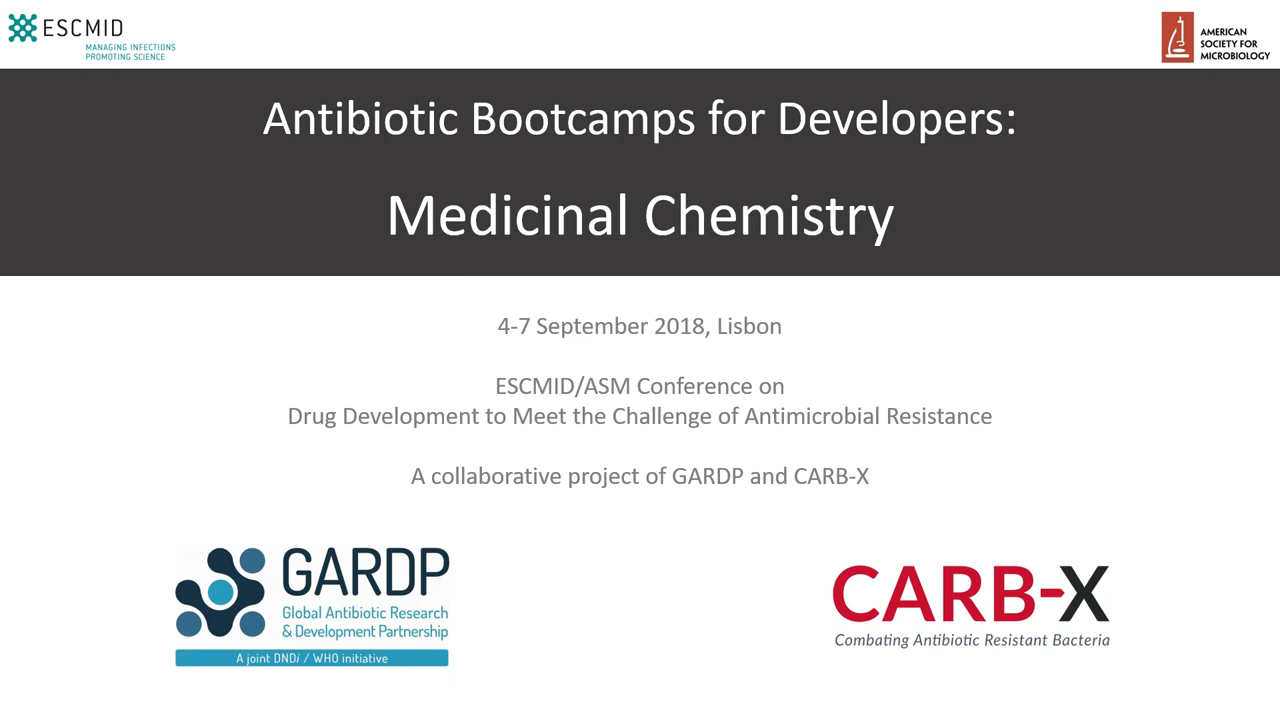 ESCMID
MANAGING INFECTIONS
PROMOTING SCIENCE
AMERICAN
SOCIETY FOR
MICROBIOLOGY
Antibiotic Bootcamps for Developers:
Medicinal Chemistry
4-7 September 2018, Lisbon
ESCMID/ASM Conference on
Drug Development to Meet the Challenge of Antimicrobial Resistance
A collaborative project of GARDP and CARB-X
GARDP
Global Antibiotic Research
& Development Partnership
A joint DNDi / WHO initiative
CARB-X
Combating Antibiotic Resistant Bacteria